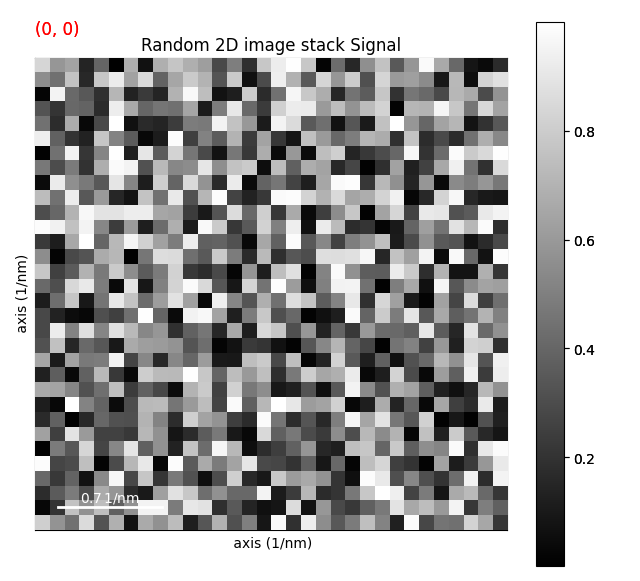 (0, 0)
Random 2D image stack Signal
axis (1/nm)
0.7 1/nm
axis (1/nm)
0.8
0.6
0.4
0.2